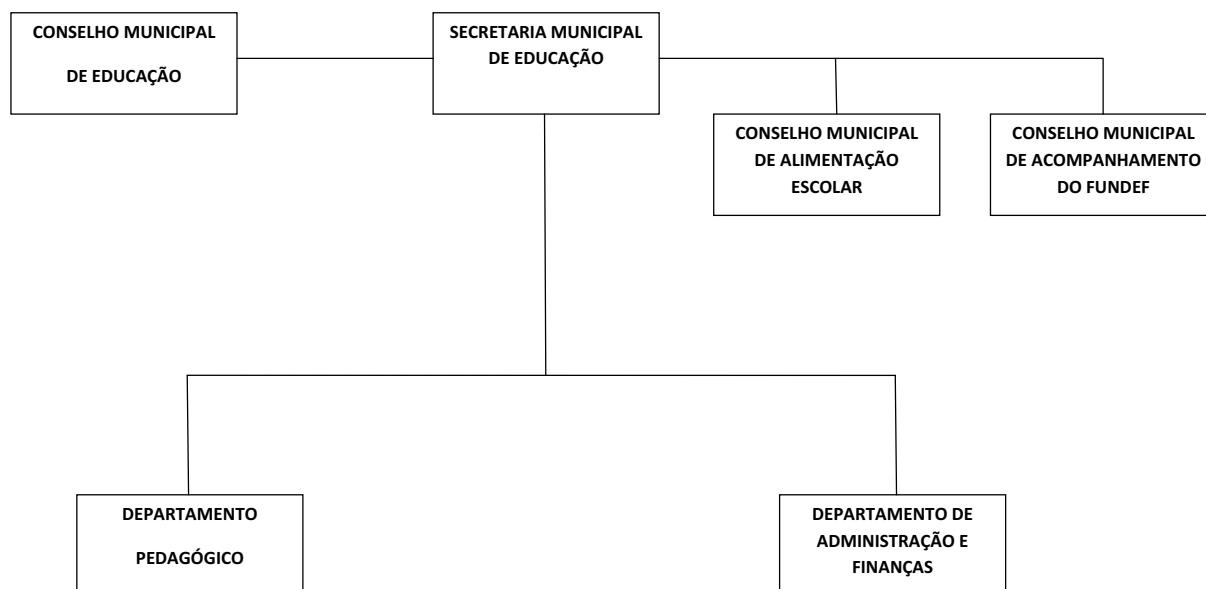 CONSELHO MUNICIPAL
DE EDUCAÇÃO
SECRETARIA MUNICIPAL
DE EDUCAÇÃO
CONSELHO MUNICIPAL
DE ALIMENTAÇÃO
ESCOLAR
CONSELHO MUNICIPAL
DE ACOMPANHAMENTO
DO FUNDEF
DEPARTAMENTO
PEDAGÓGICO
DEPARTAMENTO DE
ADMINISTRAÇÃO E
FINANÇAS